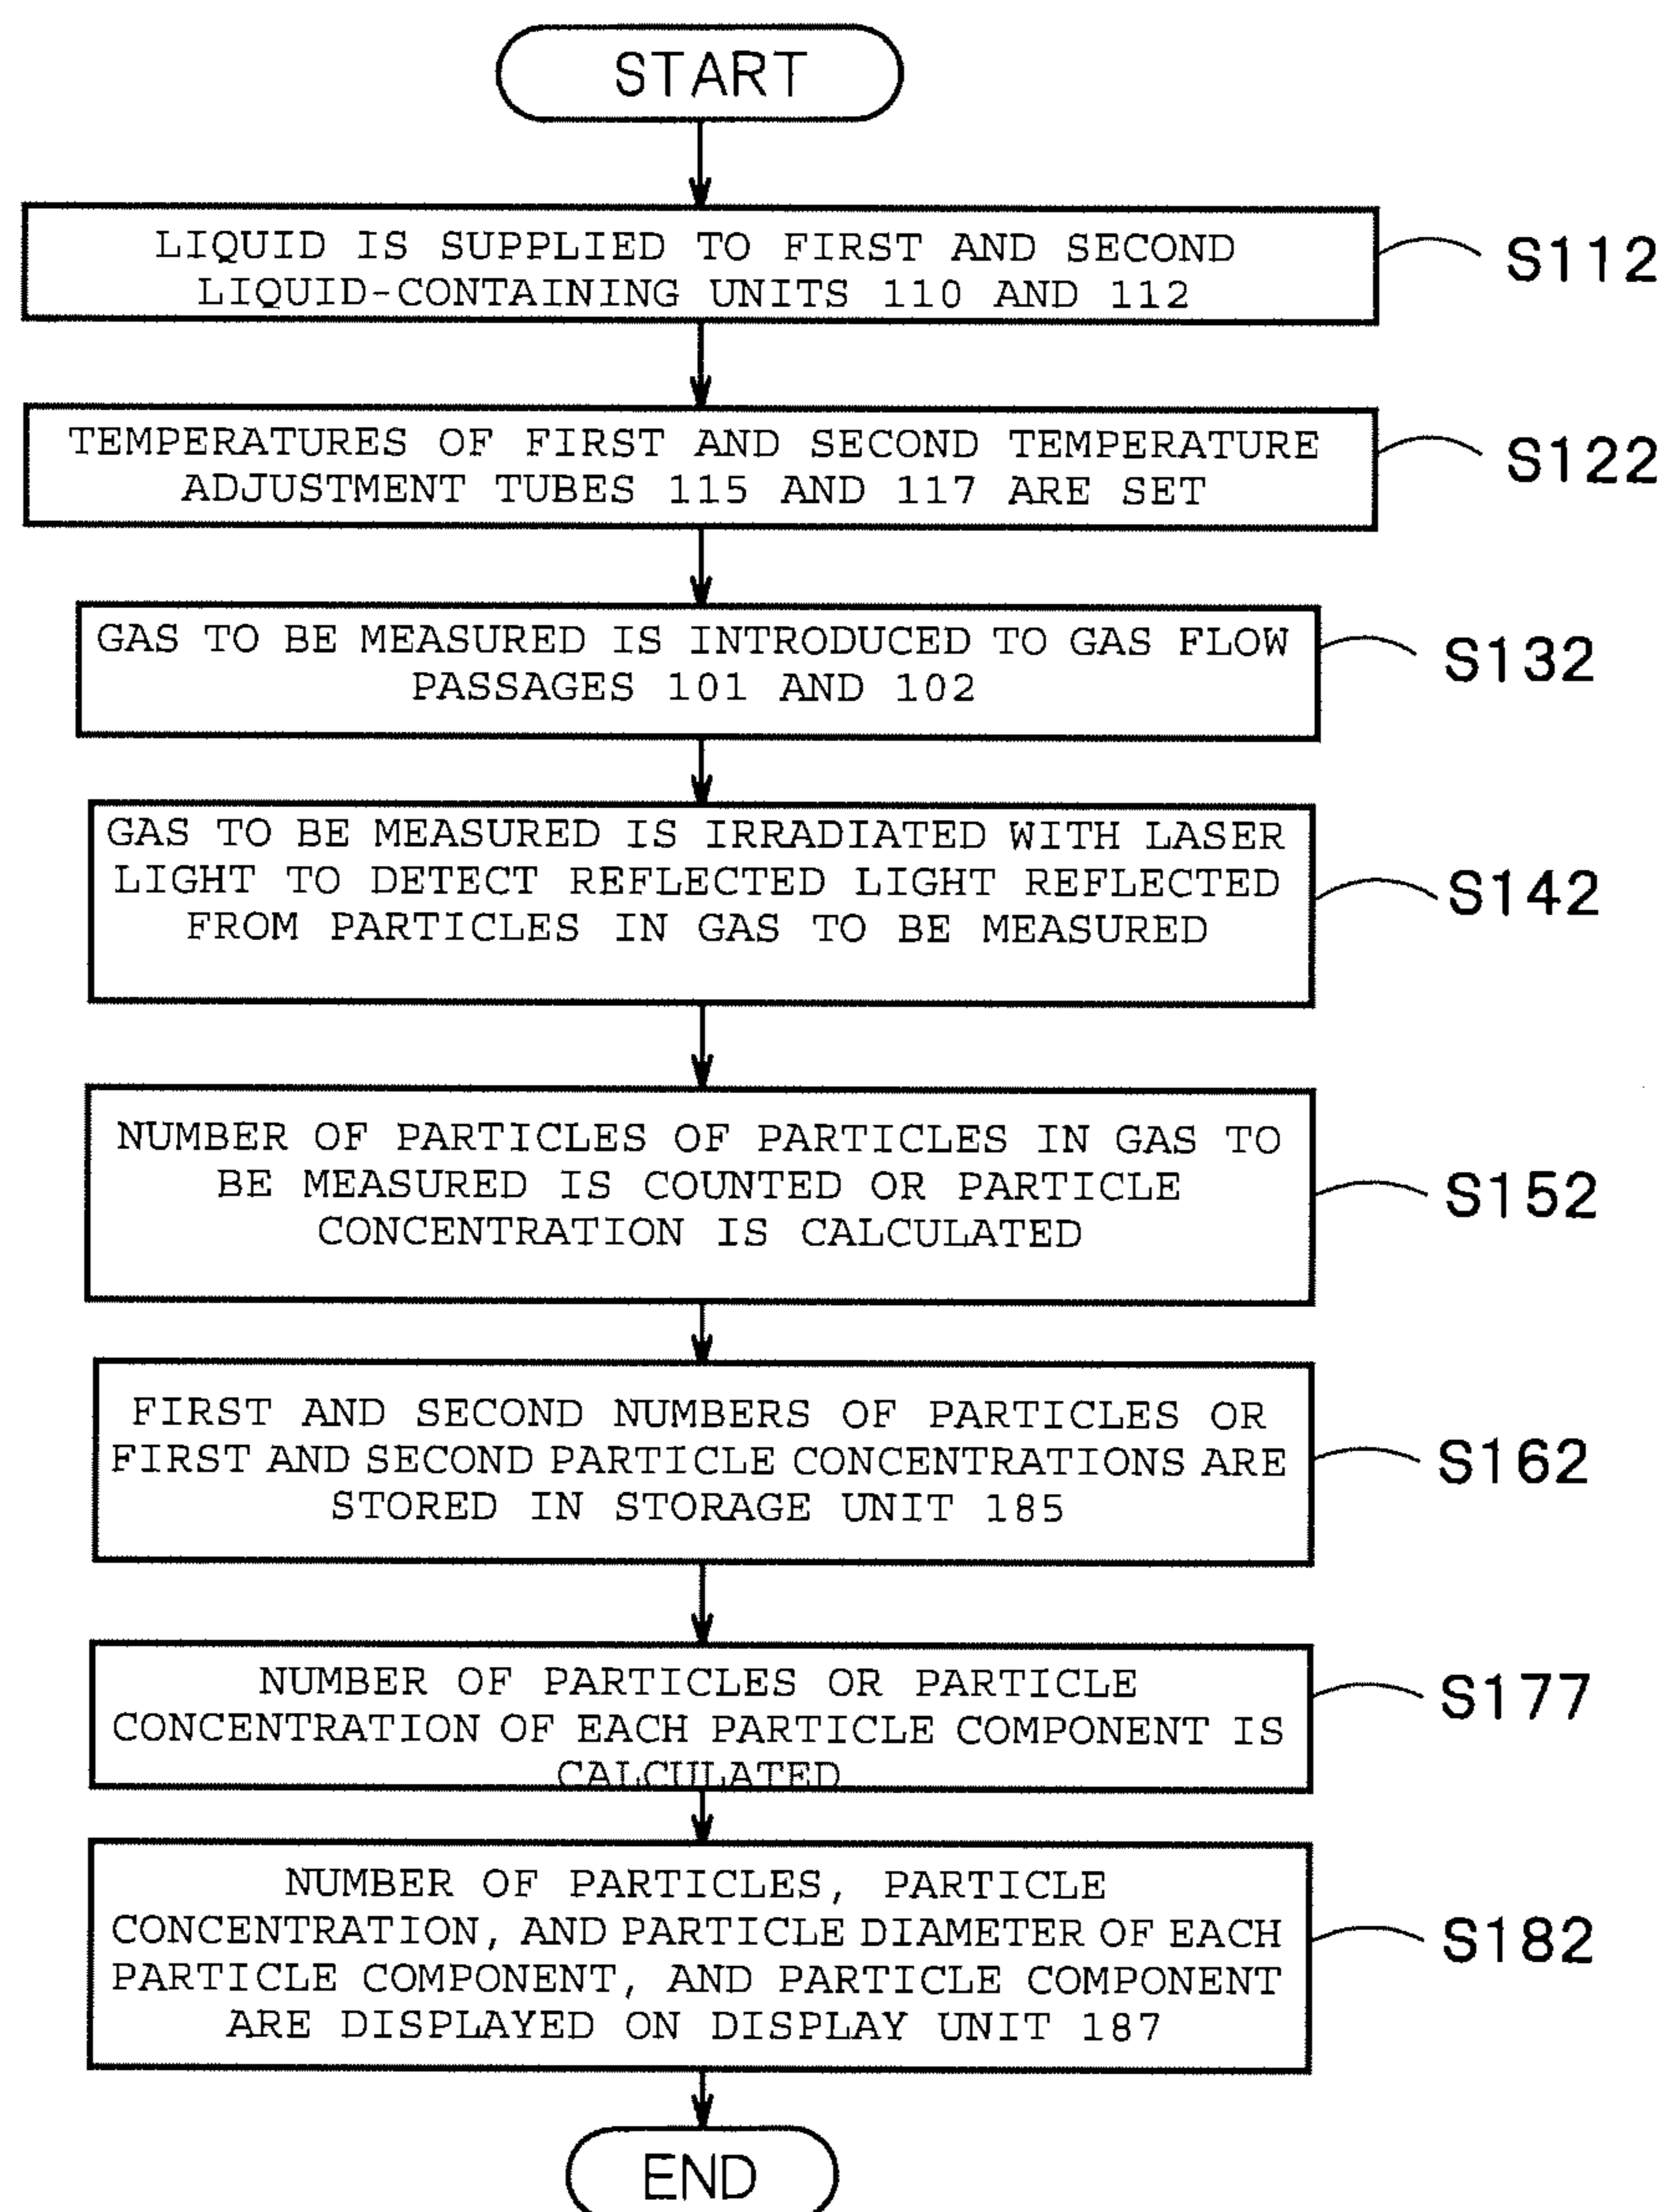 START
LIQUID IS SUPPLIED TO FIRST AND SECOND
LIQUID-CONTAINING UNITS 110 AND 112
S112
TEMPERATURES OF FIRST AND SECOND TEMPERATURE
ADJUSTMENT TUBES 115 AND 117 ARE SET
S122
GAS TO BE MEASURED IS INTRODUCED TO GAS FLOW
PASSAGES 101 AND 102
S132
GAS TO BE MEASURED IS IRRADIATED WITH LASER
LIGHT TO DETECT REFLECTED LIGHT REFLECTED
FROM PARTICLES IN GAS TO BE MEASURED
S142
NUMBER OF PARTICLES OF PARTICLES IN GAS TO
BE MEASURED IS COUNTED OR PARTICLE
CONCENTRATION IS CALCULATED
S152
FIRST AND SECOND NUMBERS OF PARTICLES OR
FIRST AND SECOND PARTICLE CONCENTRATIONS ARE
STORED IN STORAGE UNIT 185
S162
NUMBER OF PARTICLES OR PARTICLE
CONCENTRATION OF EACH PARTICLE COMPONENT IS
CALCULATED
S177
NUMBER OF PARTICLES, PARTICLE
CONCENTRATION, AND PARTICLE DIAMETER OF EACH
PARTICLE COMPONENT, AND PARTICLE COMPONENT
ARE DISPLAYED ON DISPLAY UNIT 187
S182
END